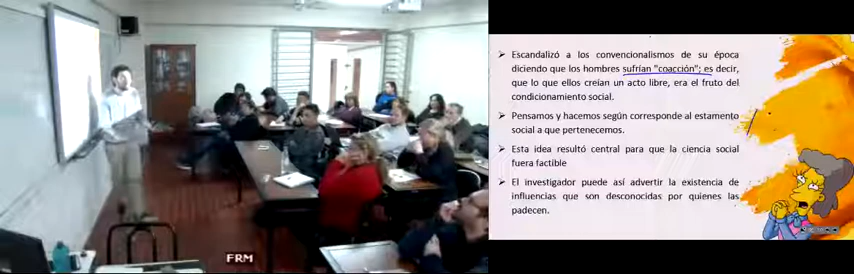 ➤ Escandalizó a los convencionalismos de su época
diciendo que los hombres sufrían "coacción"; es decir,
que lo que ellos creían un acto libre, era el fruto del
condicionamiento social.
➤ Pensamos y hacemos según corresponde al estamento
social a que pertenecemos.
➤ Esta idea resultó central para que la ciencia social
fuera factible
➤ El investigador puede así advertir la existencia de
influencias que son desconocidas por quienes las
padecen.
FRM